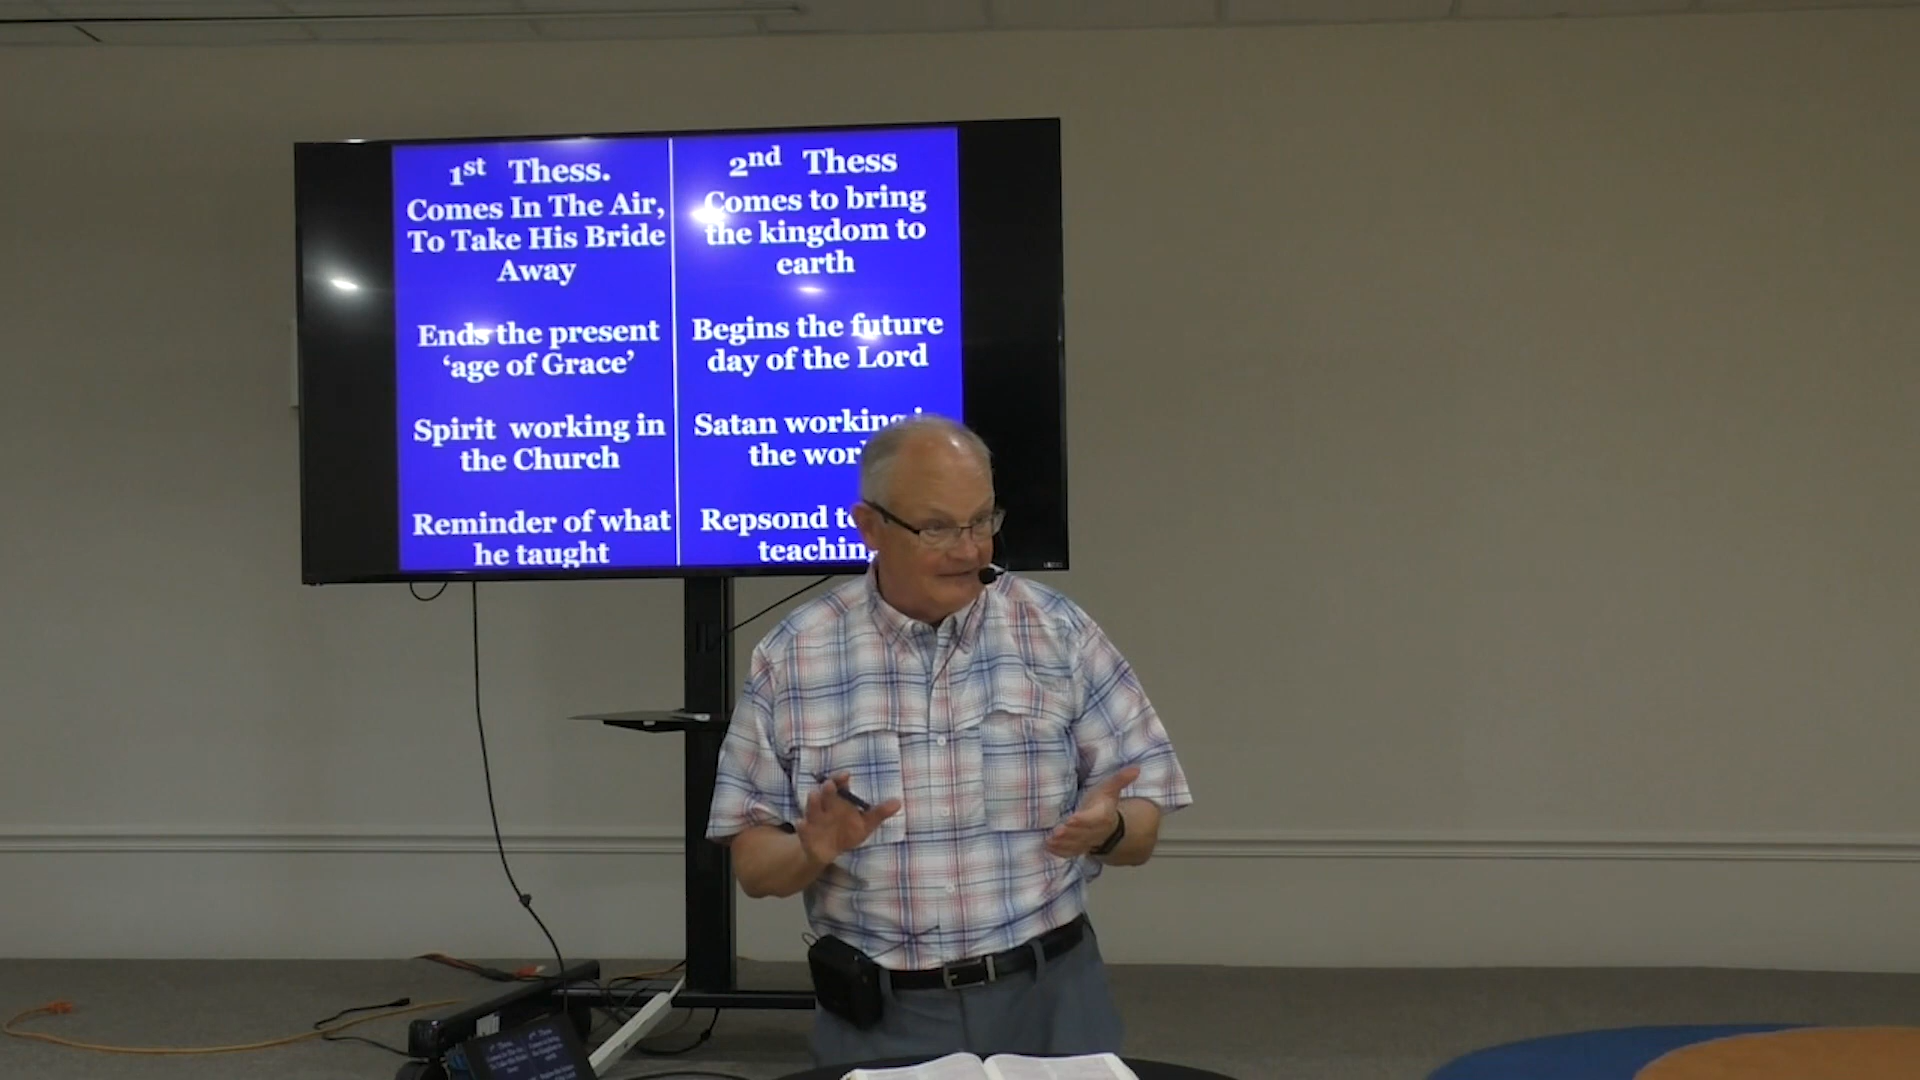 1st Thess.
Comes In The Air,
To Take His Bride
Away
Ends the present
‘age of Grace’
Spirit working in
the Church
Reminder of what
he taught
2nd Thess
Comes to bring
the kingdom to
earth
Begins the future
day of the Lord
Satan working
the
Repsond